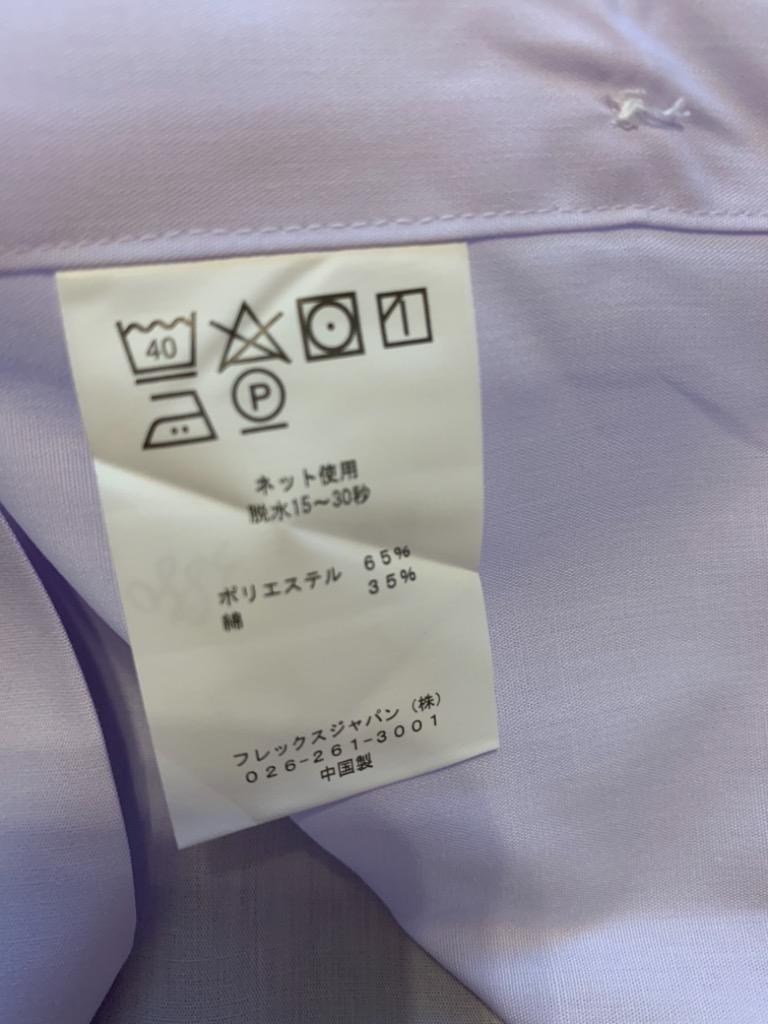 40
P
ネット使用
脱水15～30秒
ポリエステル 65%
綿 35%
フレックスジャパン（株）
026-261-3001
中国製